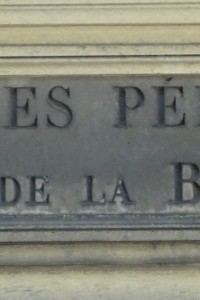 ES PÉ
DE LA B